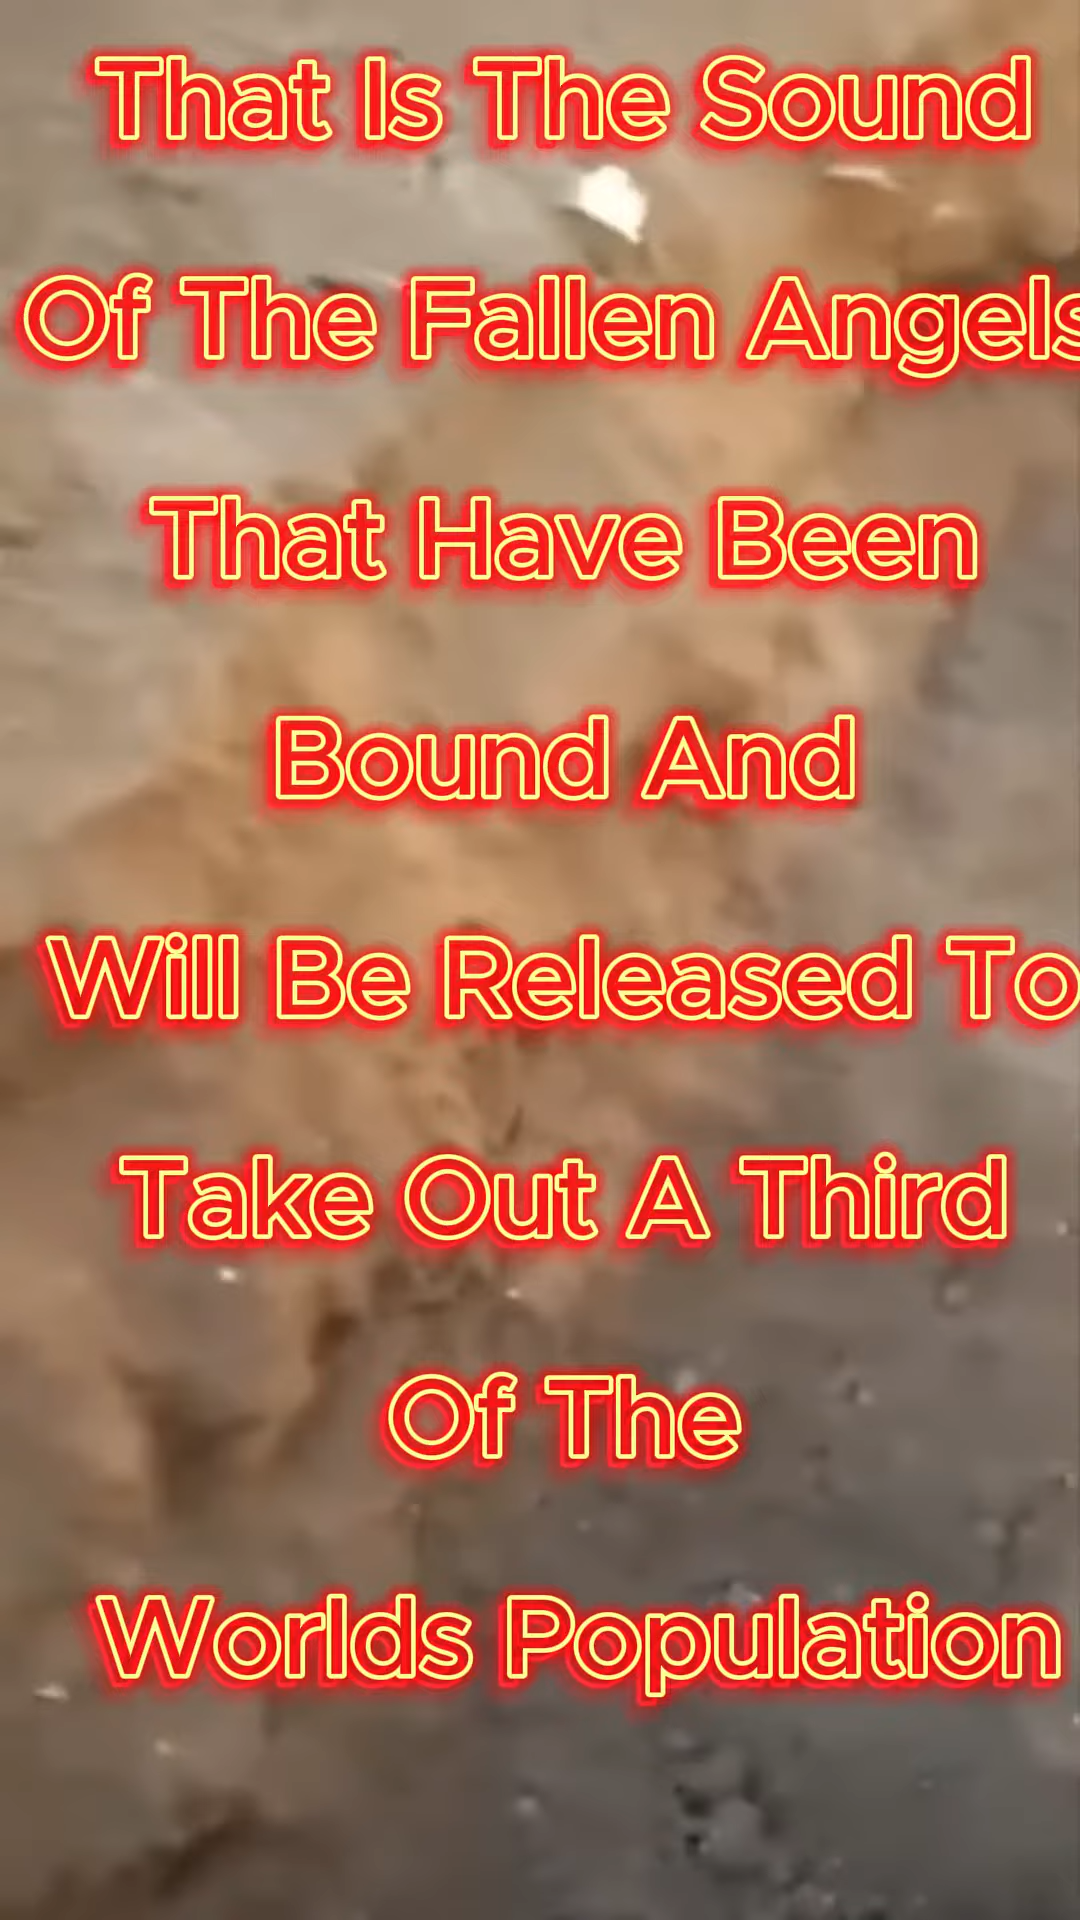 That Is The Sound
Of The Fallen Angels
That Have Been
Bound And
Will Be Released To
Take Out A Third
Of The
Worlds Population